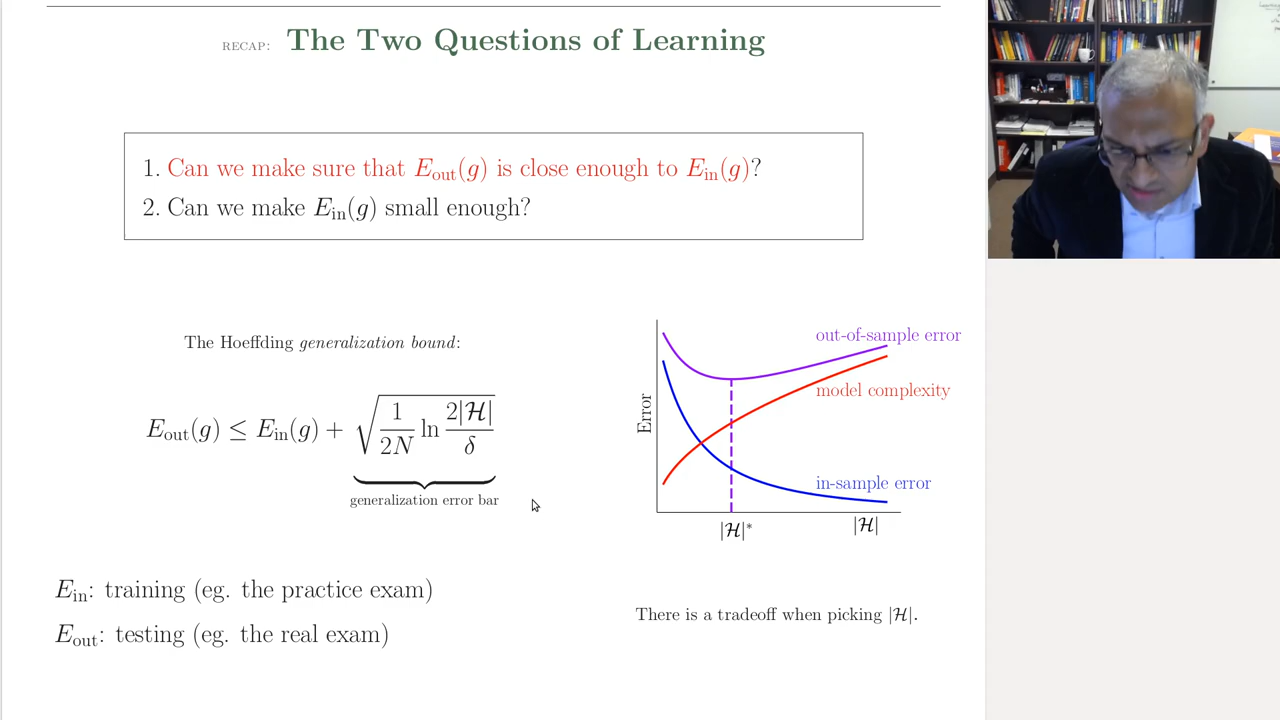 RECAP: The Two Questions of Learning
1. Can we make sure that E_out(g) is close enough to E_in(g)?
2. Can we make E_in(g) small enough?
The Hoeffding generalization bound:
E_out(g) ≤ E_in(g) + √(1/2N ln 2|ℋ|/δ)
generalization error bar
E_in: training (eg. the practice exam)
E_out: testing (eg. the real exam)
out-of-sample error
model complexity
Error
in-sample error
|ℋ|*
|ℋ|
There is a tradeoff when picking |ℋ|.